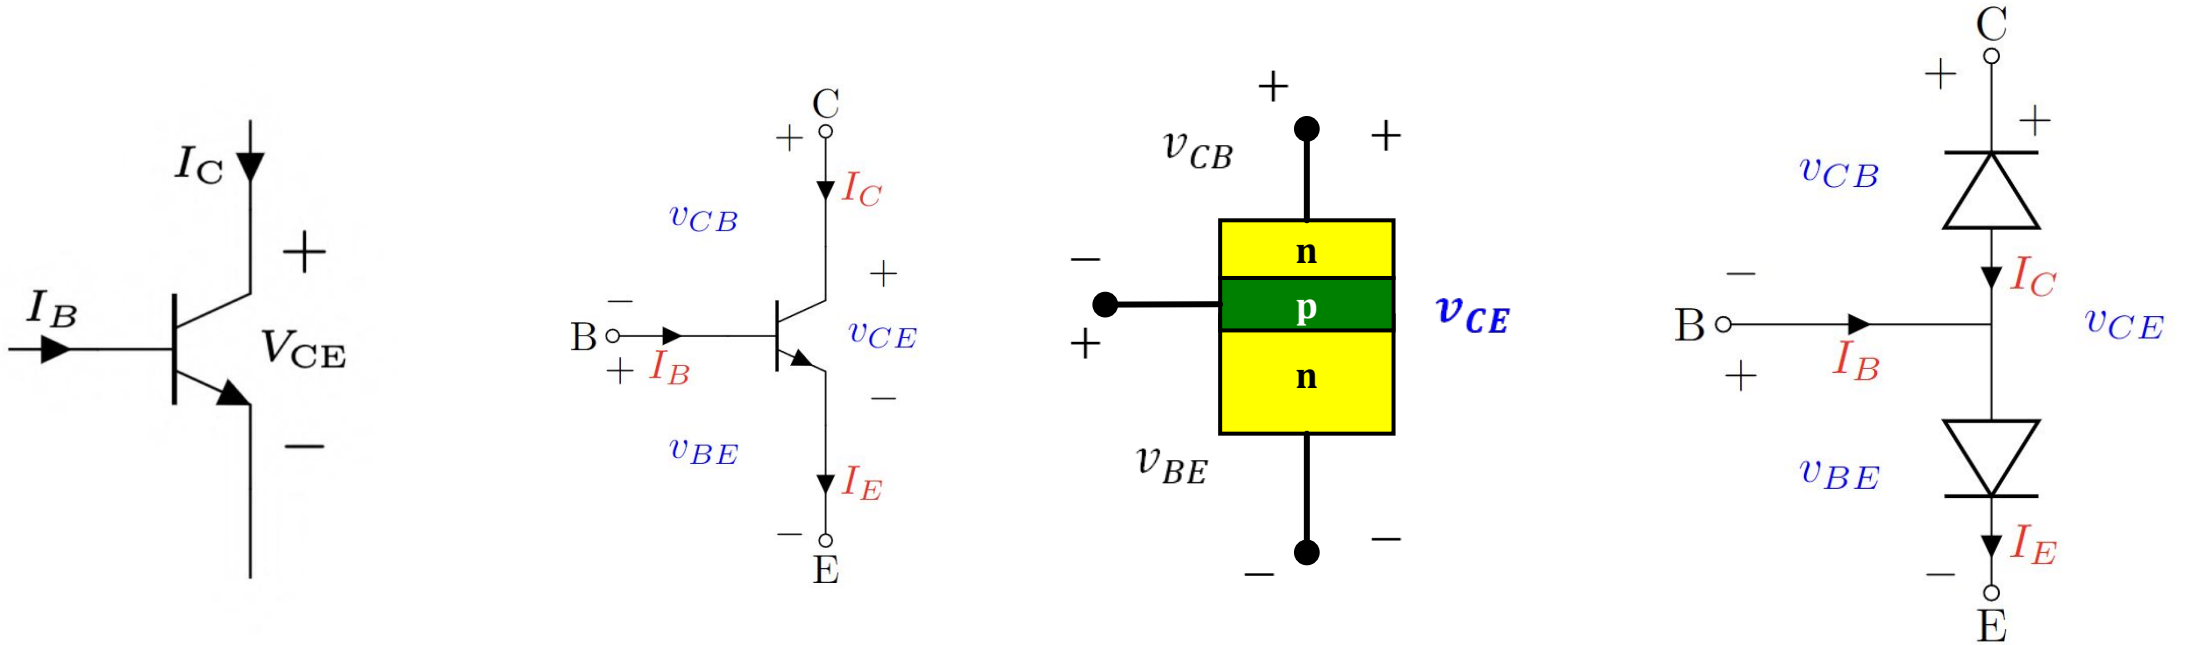 I_C
+
I_B
V_CE
−
C
+
I_C
v_CB
+
−
B
v_CE
+
I_B
−
v_BE
I_E
−
E
+
v_CB
+
n
−
p
v_CE
+
n
v_BE
−
−
C
+
+
v_CB
−
I_C
B
v_CE
I_B
+
v_BE
I_E
−
E